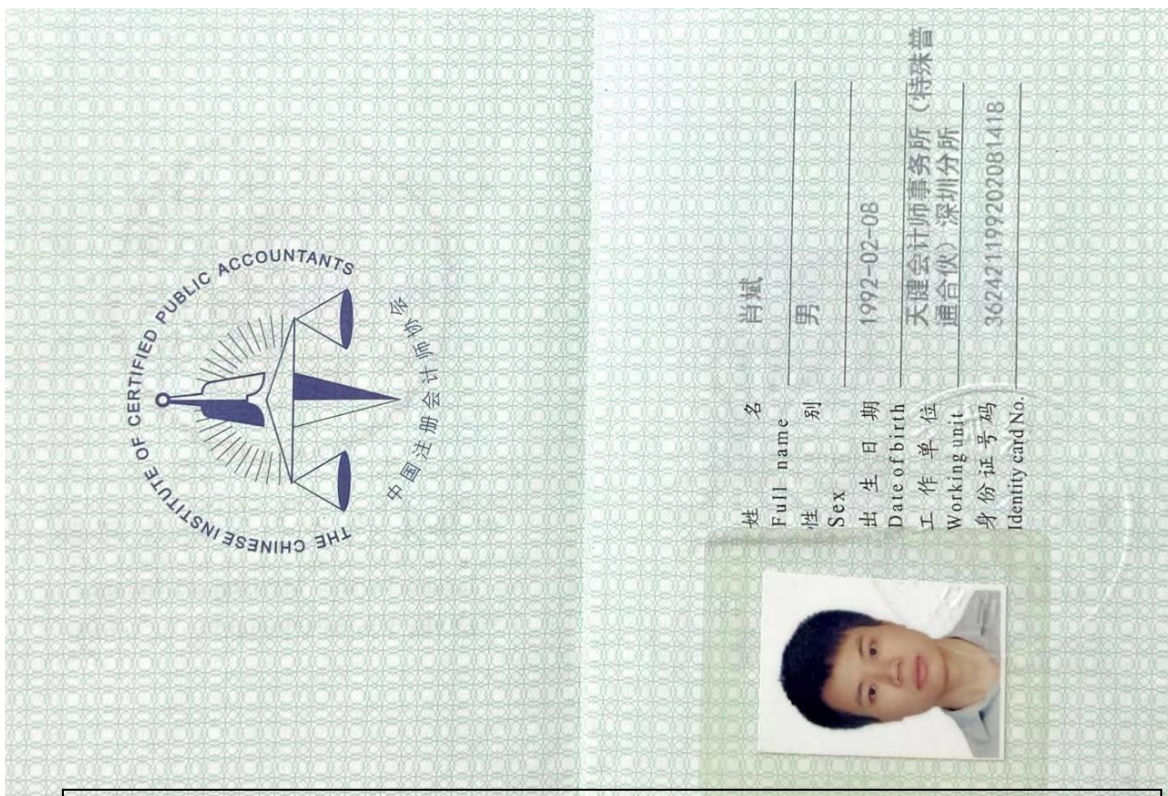 THE CHINESE INSTITUTE OF CERTIFIED PUBLIC ACCOUNTANTS
中国注册会计师协会
姓 名 肖斌
Full name
性 别 男
Sex
出 生 日 期 1992-02-08
Date of birth
工 作 单 位 天健会计师事务所（特殊普
通合伙）深圳分所
Working unit
身 份 证 号 码 362421199202081418
Identity card No.